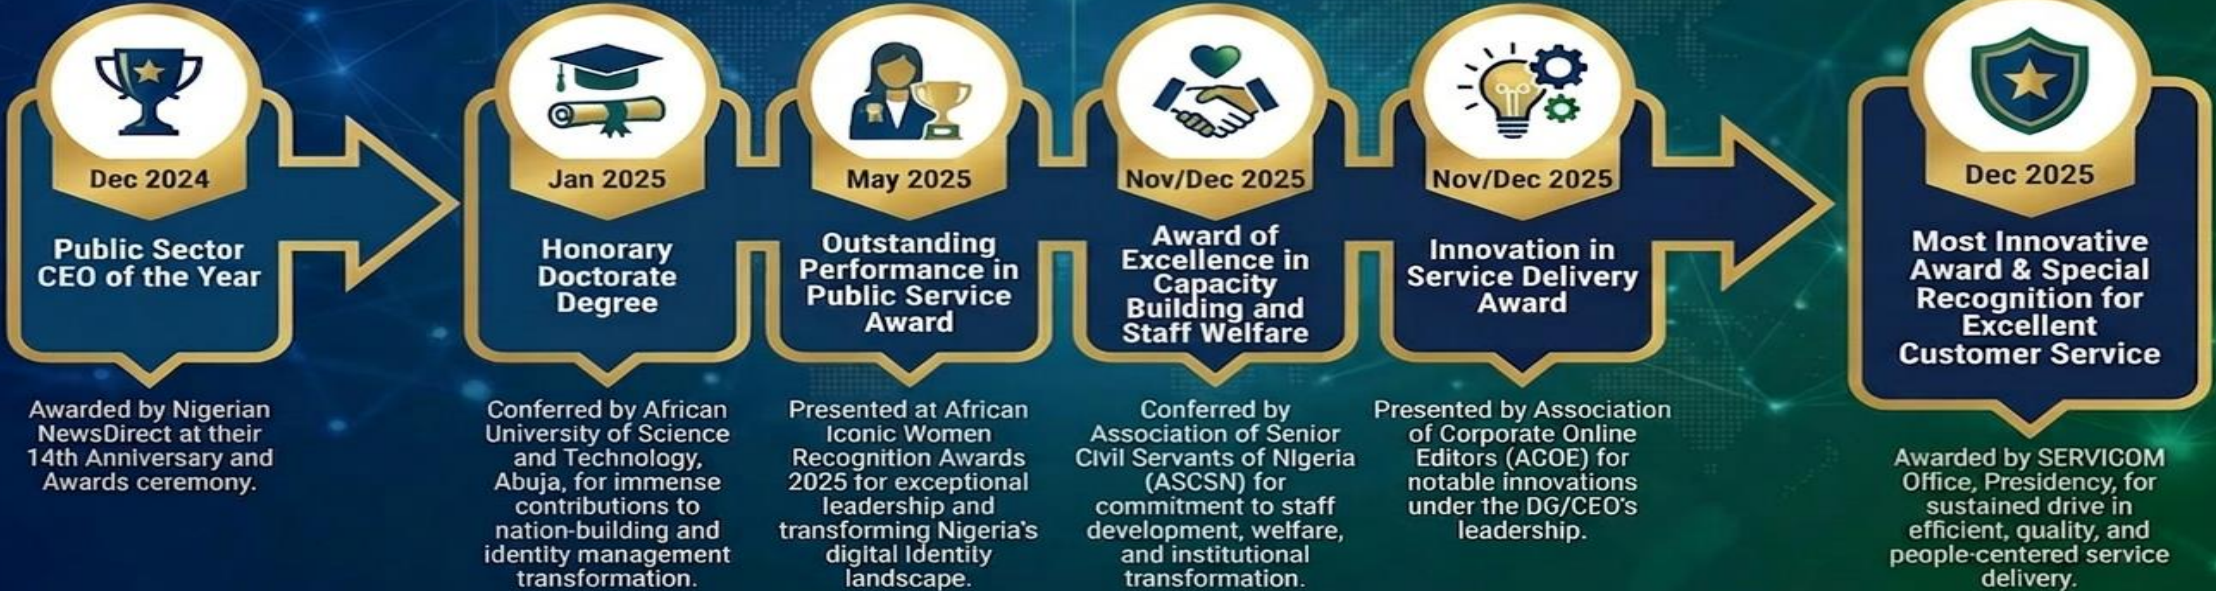 Dec 2024
Public Sector
CEO of the Year
Awarded by Nigerian
NewsDirect at their
14th Anniversary and
Awards ceremony.
Jan 2025
Honorary
Doctorate
Degree
Conferred by African
University of Science
and Technology,
Abuja, for immense
contributions to
nation-building and
identity management
transformation.
May 2025
Outstanding
Performance in
Public Service
Award
Presented at African
Iconic Women
Recognition Awards
2025 for exceptional
leadership and
transforming Nigeria's
digital Identity
landscape.
Nov/Dec 2025
Award of
Excellence in
Capacity
Building and
Staff Welfare
Conferred by
Association of Senior
CIvil Servants of NIgeria
(ASCSN) for
commitment to staff
development, welfare,
and institutional
transformation.
Nov/Dec 2025
Innovation in
Service Delivery
Award
Presented by Association
of Corporate Online
Editors (ACOE) for
notable innovations
under the DG/CEO's
leadership.
Dec 2025
Most Innovative
Award & Special
Recognition for
Excellent
Customer Service
Awarded by SERVICOM
Office, Presidency, for
sustained drive in
efficient, quality, and
people-centered service
delivery.